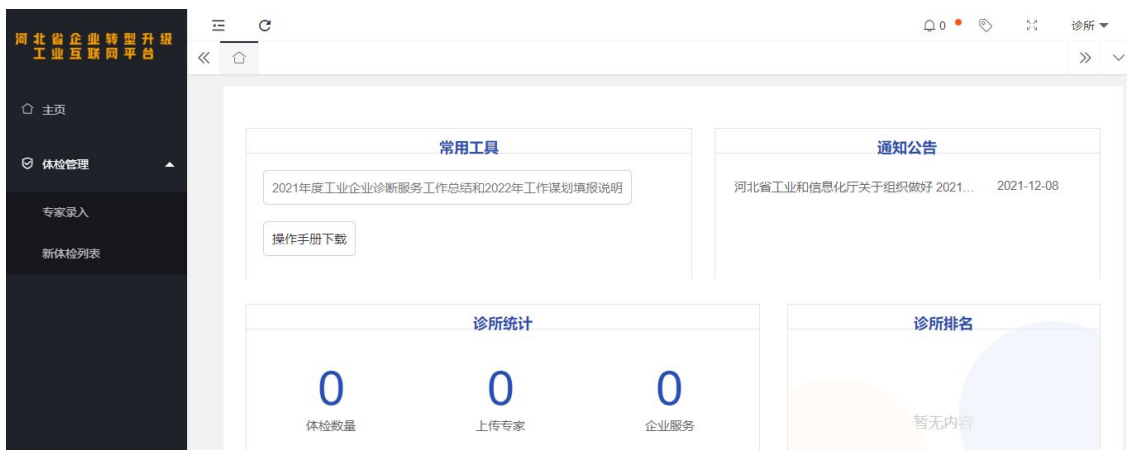 河北省企业转型升级
工业互联网平台
0
诊所
主页
体检管理
专家录入
新体检列表
常用工具
2021年度工业企业诊断服务工作总结和2022年工作谋划填报说明
操作手册下载
通知公告
河北省工业和信息化厅关于组织做好 2021... 2021-12-08
诊所统计
0 0 0
体检数量 上传专家 企业服务
诊所排名
暂无内容